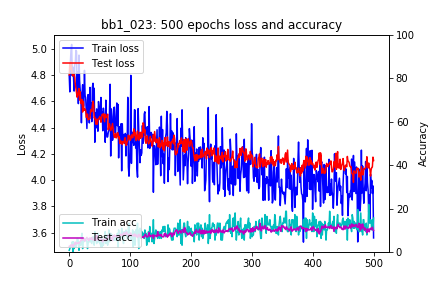 bb1_023: 500 epochs loss and accuracy
Train loss
Test loss
Train acc
Test acc
Loss
5.0
4.8
4.6
4.4
4.2
4.0
3.8
3.6
0 100 200 300 400 500
100
80
60
40
20
0
Accuracy